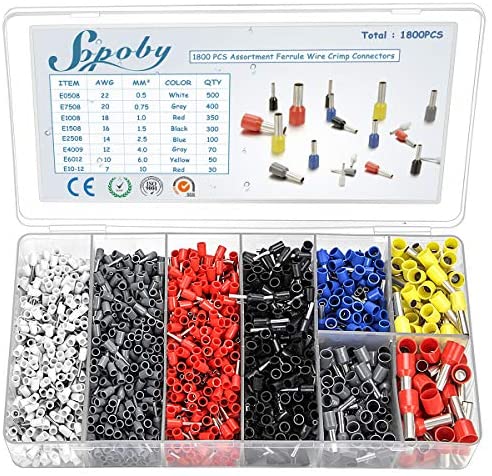 Sopoby
Total : 1800PCS
1800 PCS Assortment Ferrule Wire Crimp Connectors
ITEM AWG MM² COLOR QTY
E0508 22 0.5 White 500
E7508 20 0.75 Gray 400
E1008 18 1.0 Red 350
E1508 16 1.5 Black 300
E2508 14 2.5 Blue 100
E4009 12 4.0 Gray 70
E6012 10 6.0 Yellow 50
E10-12 7 10 Red 30
CE RoHS